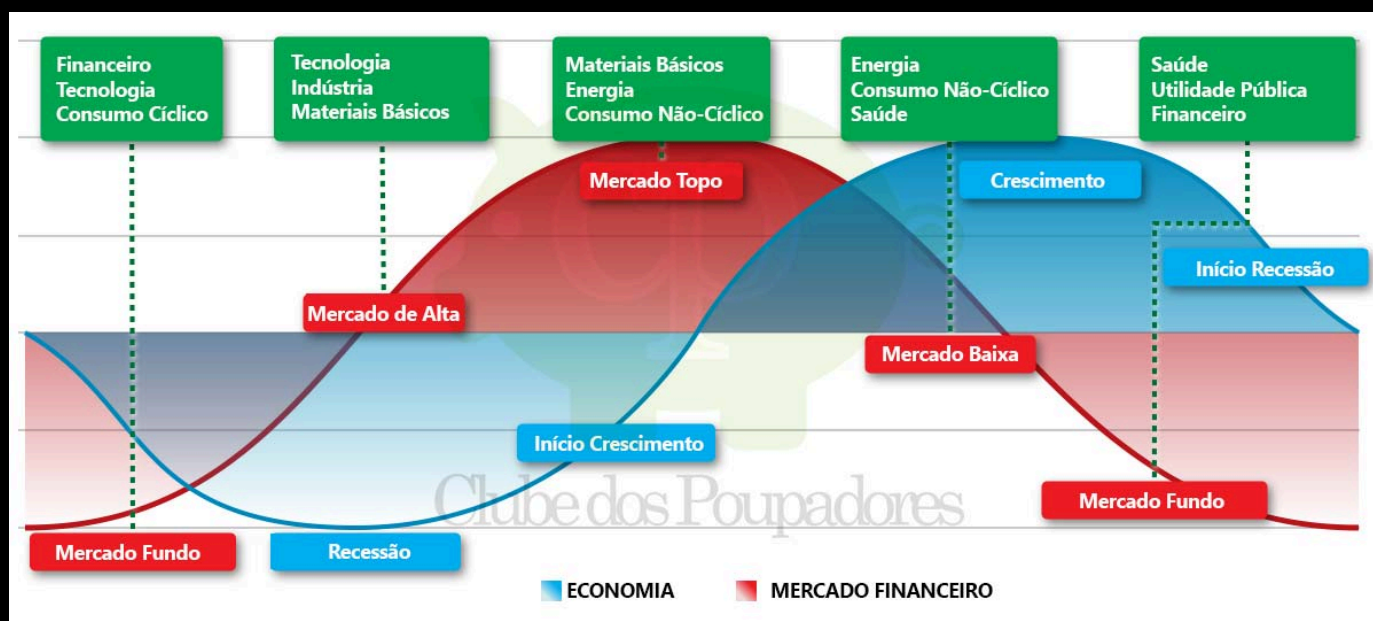 Financeiro
Tecnologia
Consumo Cíclico
Tecnologia
Indústria
Materiais Básicos
Materiais Básicos
Energia
Consumo Não-Cíclico
Energia
Consumo Não-Cíclico
Saúde
Saúde
Utilidade Pública
Financeiro
Mercado Topo
Crescimento
Início Recessão
Mercado de Alta
Mercado Baixa
Início Crescimento
Clube dos Poupadores
Mercado Fundo
Mercado Fundo
Recessão
ECONOMIA
MERCADO FINANCEIRO